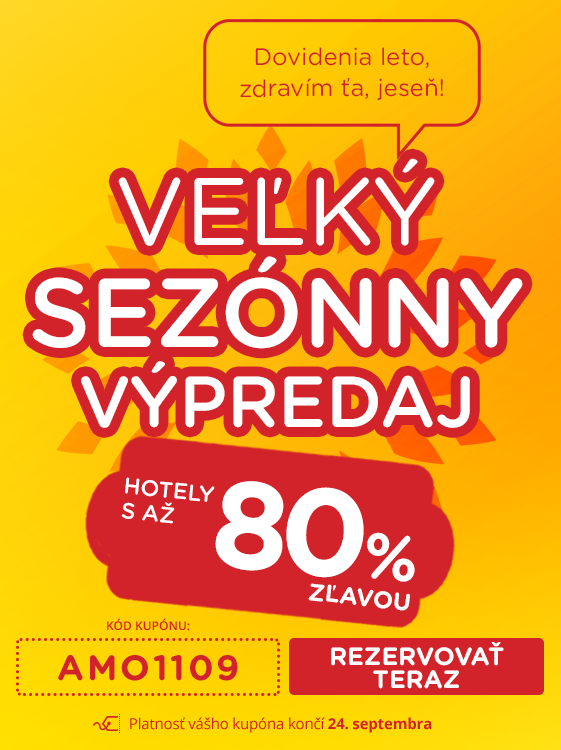 Dovidenia leto,
zdravím ťa, jeseň!
VEĽKÝ
SEZÓNNY
VÝPREDAJ
HOTELY
S AŽ
80%
ZĽAVOU
KÓD KUPÓNU:
AMO1109
REZERVOVAŤ
TERAZ
Platnosť vášho kupóna končí 24. septembra